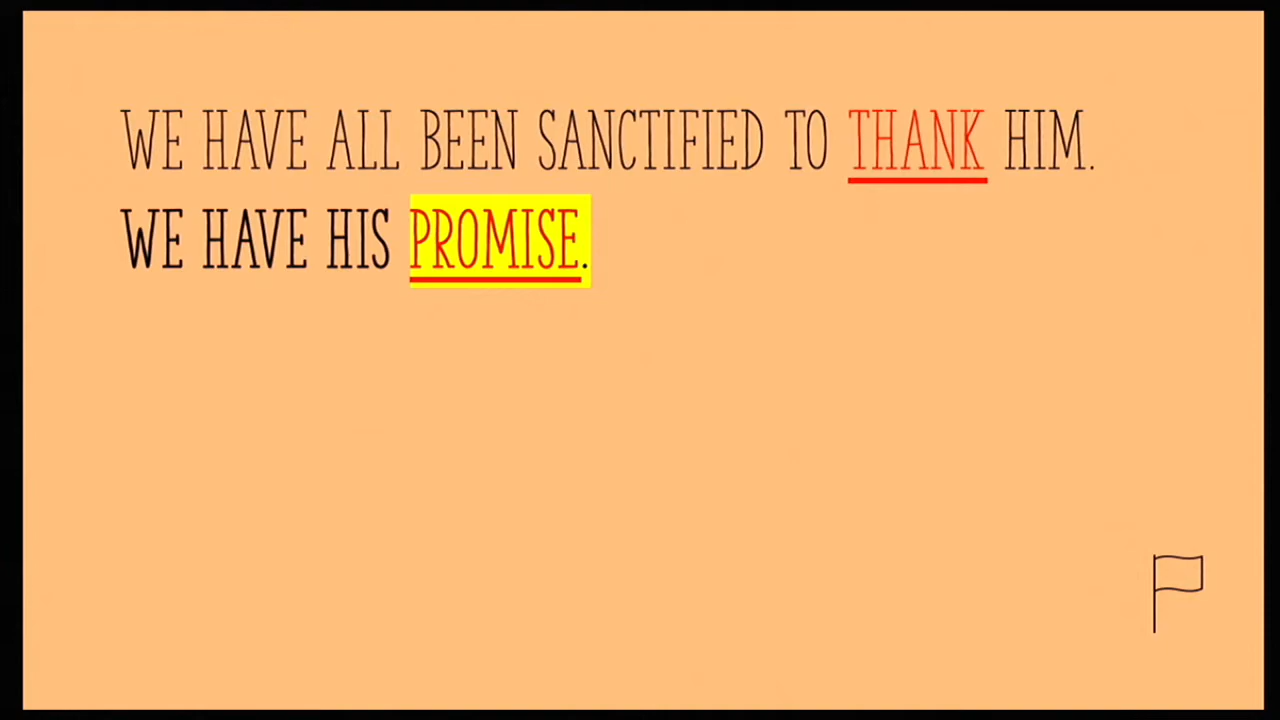 WE HAVE ALL BEEN SANCTIFIED TO THANK HIM.
WE HAVE HIS PROMISE.